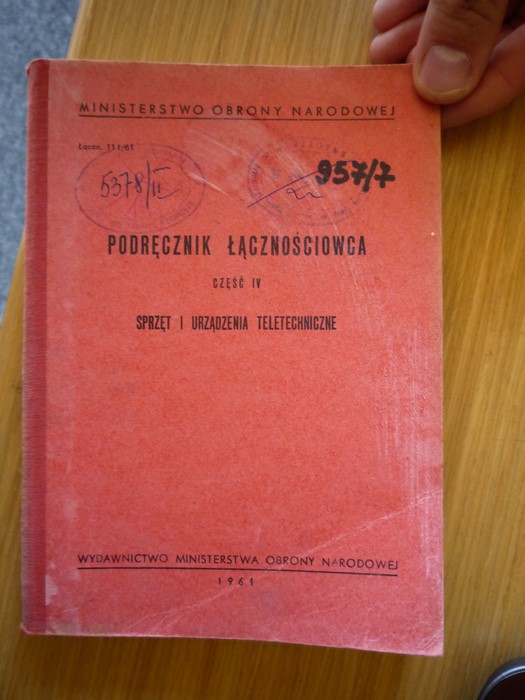 MINISTERSTWO OBRONY NARODOWEJ
Łączn. 111/61
5378/II
957/7
PODRĘCZNIK ŁĄCZNOŚCIOWCA
CZĘŚĆ IV
SPRZĘT I URZĄDZENIA TELETECHNICZNE
WYDAWNICTWO MINISTERSTWA OBRONY NARODOWEJ
1961